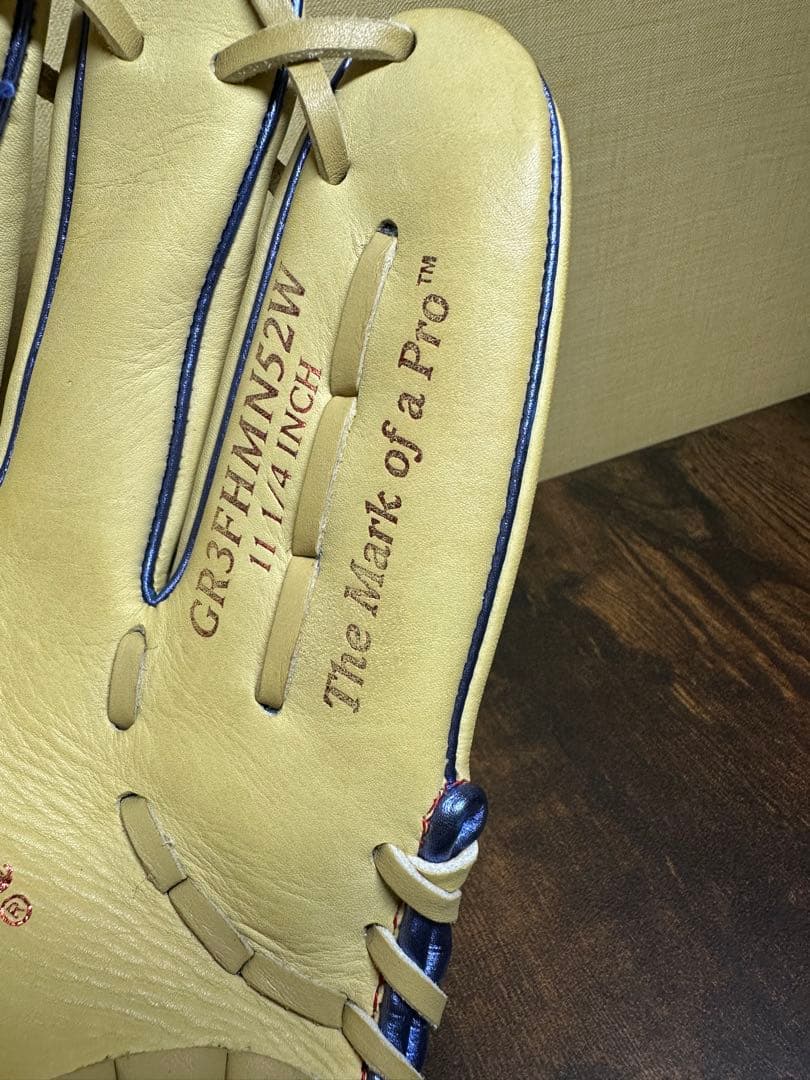 GR3FHMN52W
11 1/4 INCH
The Mark of a Pro™
®